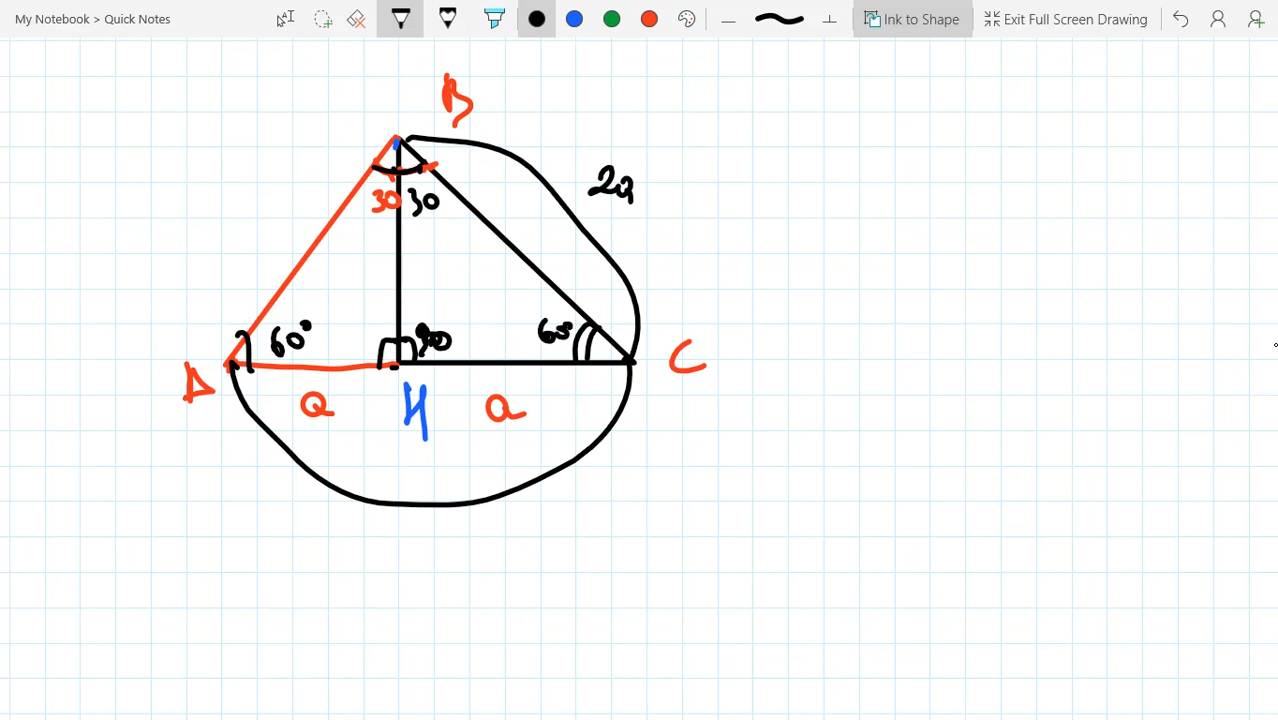 My Notebook > Quick Notes
Ink to Shape
Exit Full Screen Drawing
B
2a
30 30
60° 90 60°
A C
a H a